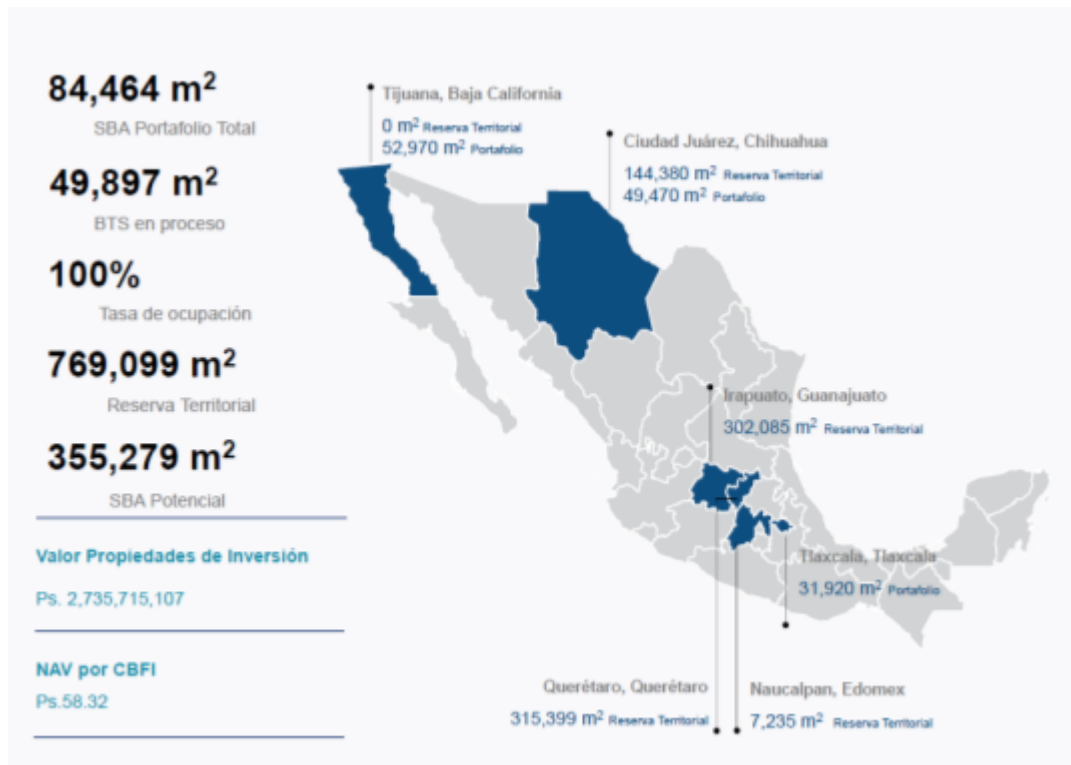 84,464 m²
SBA Portafolio Total
49,897 m²
BTS en proceso
100%
Tasa de ocupación
769,099 m²
Reserva Territorial
355,279 m²
SBA Potencial
Valor Propiedades de Inversión
Ps. 2,735,715,107
NAV por CBFI
Ps.58.32
Tijuana, Baja California
0 m² Reserva Territorial
52,970 m² Portafolio
Ciudad Juárez, Chihuahua
144,380 m² Reserva Territorial
49,470 m² Portafolio
Irapuato, Guanajuato
302,085 m² Reserva Territorial
Tlaxcala, Tlaxcala
31,920 m² Portafolio
Querétaro, Querétaro
315,399 m² Reserva Territorial
Naucalpan, Edomex
7,235 m² Reserva Territorial